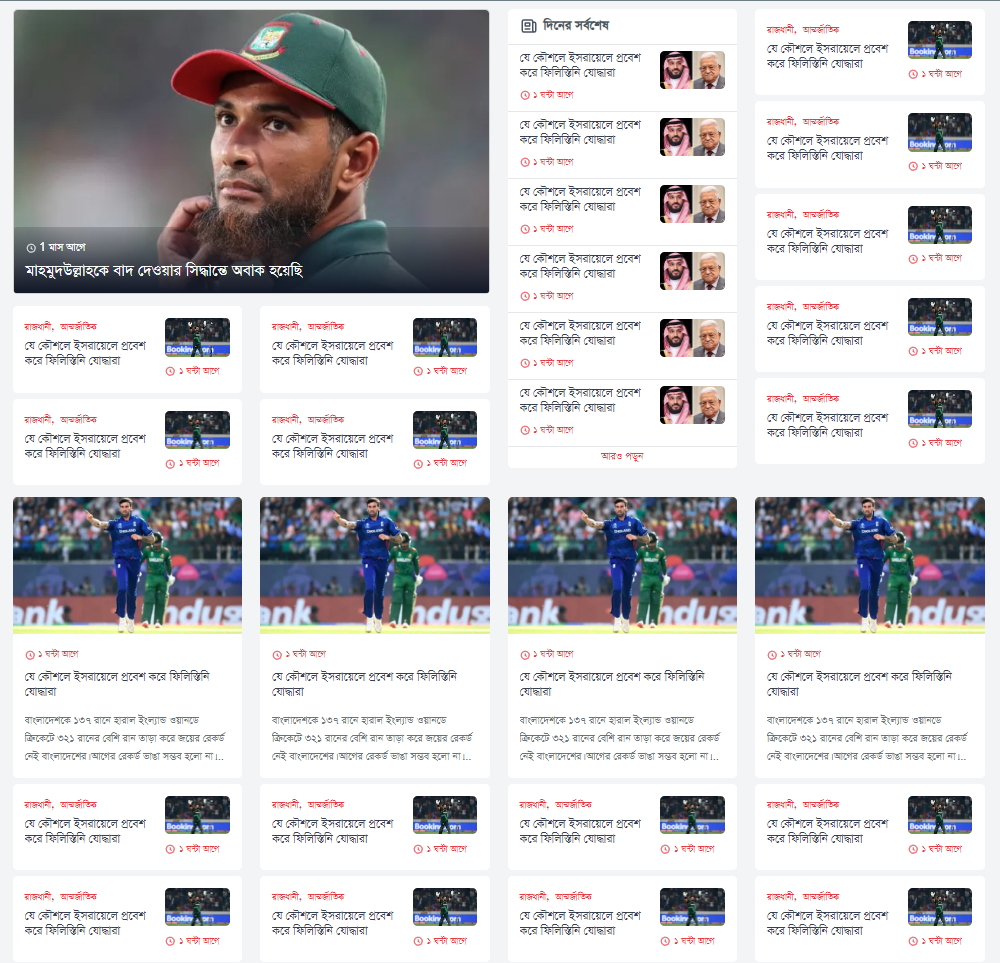 1 মাস আগে
মাহমুদউল্লাহকে বাদ দেওয়ার সিদ্ধান্তে অবাক হয়েছি
রাজধানী, আন্তর্জাতিক
যে কৌশলে ইসরায়েলে প্রবেশ
করে ফিলিস্তিনি যোদ্ধারা
১ ঘন্টা আগে
রাজধানী, আন্তর্জাতিক
যে কৌশলে ইসরায়েলে প্রবেশ
করে ফিলিস্তিনি যোদ্ধারা
১ ঘন্টা আগে
রাজধানী, আন্তর্জাতিক
যে কৌশলে ইসরায়েলে প্রবেশ
করে ফিলিস্তিনি যোদ্ধারা
১ ঘন্টা আগে
রাজধানী, আন্তর্জাতিক
যে কৌশলে ইসরায়েলে প্রবেশ
করে ফিলিস্তিনি যোদ্ধারা
১ ঘন্টা আগে
দিনের সর্বশেষ
যে কৌশলে ইসরায়েলে প্রবেশ
করে ফিলিস্তিনি যোদ্ধারা
১ ঘন্টা আগে
যে কৌশলে ইসরায়েলে প্রবেশ
করে ফিলিস্তিনি যোদ্ধারা
১ ঘন্টা আগে
যে কৌশলে ইসরায়েলে প্রবেশ
করে ফিলিস্তিনি যোদ্ধারা
১ ঘন্টা আগে
যে কৌশলে ইসরায়েলে প্রবেশ
করে ফিলিস্তিনি যোদ্ধারা
১ ঘন্টা আগে
যে কৌশলে ইসরায়েলে প্রবেশ
করে ফিলিস্তিনি যোদ্ধারা
১ ঘন্টা আগে
যে কৌশলে ইসরায়েলে প্রবেশ
করে ফিলিস্তিনি যোদ্ধারা
১ ঘন্টা আগে
আরও পড়ুন
রাজধানী, আন্তর্জাতিক
যে কৌশলে ইসরায়েলে প্রবেশ
করে ফিলিস্তিনি যোদ্ধারা
১ ঘন্টা আগে
রাজধানী, আন্তর্জাতিক
যে কৌশলে ইসরায়েলে প্রবেশ
করে ফিলিস্তিনি যোদ্ধারা
১ ঘন্টা আগে
রাজধানী, আন্তর্জাতিক
যে কৌশলে ইসরায়েলে প্রবেশ
করে ফিলিস্তিনি যোদ্ধারা
১ ঘন্টা আগে
রাজধানী, আন্তর্জাতিক
যে কৌশলে ইসরায়েলে প্রবেশ
করে ফিলিস্তিনি যোদ্ধারা
১ ঘন্টা আগে
রাজধানী, আন্তর্জাতিক
যে কৌশলে ইসরায়েলে প্রবেশ
করে ফিলিস্তিনি যোদ্ধারা
১ ঘন্টা আগে
১ ঘন্টা আগে
যে কৌশলে ইসরায়েলে প্রবেশ করে ফিলিস্তিনি
যোদ্ধারা
বাংলাদেশকে ১৩৭ রানে হারাল ইংল্যান্ড ওয়ানডে
ক্রিকেটে ৩২১ রানের বেশি রান তাড়া করে জয়ের রেকর্ড
নেই বাংলাদেশের।আগের রেকর্ড ভাঙা সম্ভব হলো না।..
১ ঘন্টা আগে
যে কৌশলে ইসরায়েলে প্রবেশ করে ফিলিস্তিনি
যোদ্ধারা
বাংলাদেশকে ১৩৭ রানে হারাল ইংল্যান্ড ওয়ানডে
ক্রিকেটে ৩২১ রানের বেশি রান তাড়া করে জয়ের রেকর্ড
নেই বাংলাদেশের।আগের রেকর্ড ভাঙা সম্ভব হলো না।..
১ ঘন্টা আগে
যে কৌশলে ইসরায়েলে প্রবেশ করে ফিলিস্তিনি
যোদ্ধারা
বাংলাদেশকে ১৩৭ রানে হারাল ইংল্যান্ড ওয়ানডে
ক্রিকেটে ৩২১ রানের বেশি রান তাড়া করে জয়ের রেকর্ড
নেই বাংলাদেশের।আগের রেকর্ড ভাঙা সম্ভব হলো না।..
১ ঘন্টা আগে
যে কৌশলে ইসরায়েলে প্রবেশ করে ফিলিস্তিনি
যোদ্ধারা
বাংলাদেশকে ১৩৭ রানে হারাল ইংল্যান্ড ওয়ানডে
ক্রিকেটে ৩২১ রানের বেশি রান তাড়া করে জয়ের রেকর্ড
নেই বাংলাদেশের।আগের রেকর্ড ভাঙা সম্ভব হলো না।..
রাজধানী, আন্তর্জাতিক
যে কৌশলে ইসরায়েলে প্রবেশ
করে ফিলিস্তিনি যোদ্ধারা
১ ঘন্টা আগে
রাজধানী, আন্তর্জাতিক
যে কৌশলে ইসরায়েলে প্রবেশ
করে ফিলিস্তিনি যোদ্ধারা
১ ঘন্টা আগে
রাজধানী, আন্তর্জাতিক
যে কৌশলে ইসরায়েলে প্রবেশ
করে ফিলিস্তিনি যোদ্ধারা
১ ঘন্টা আগে
রাজধানী, আন্তর্জাতিক
যে কৌশলে ইসরায়েলে প্রবেশ
করে ফিলিস্তিনি যোদ্ধারা
১ ঘন্টা আগে
রাজধানী, আন্তর্জাতিক
যে কৌশলে ইসরায়েলে প্রবেশ
করে ফিলিস্তিনি যোদ্ধারা
১ ঘন্টা আগে
রাজধানী, আন্তর্জাতিক
যে কৌশলে ইসরায়েলে প্রবেশ
করে ফিলিস্তিনি যোদ্ধারা
১ ঘন্টা আগে
রাজধানী, আন্তর্জাতিক
যে কৌশলে ইসরায়েলে প্রবেশ
করে ফিলিস্তিনি যোদ্ধারা
১ ঘন্টা আগে
রাজধানী, আন্তর্জাতিক
যে কৌশলে ইসরায়েলে প্রবেশ
করে ফিলিস্তিনি যোদ্ধারা
১ ঘন্টা আগে